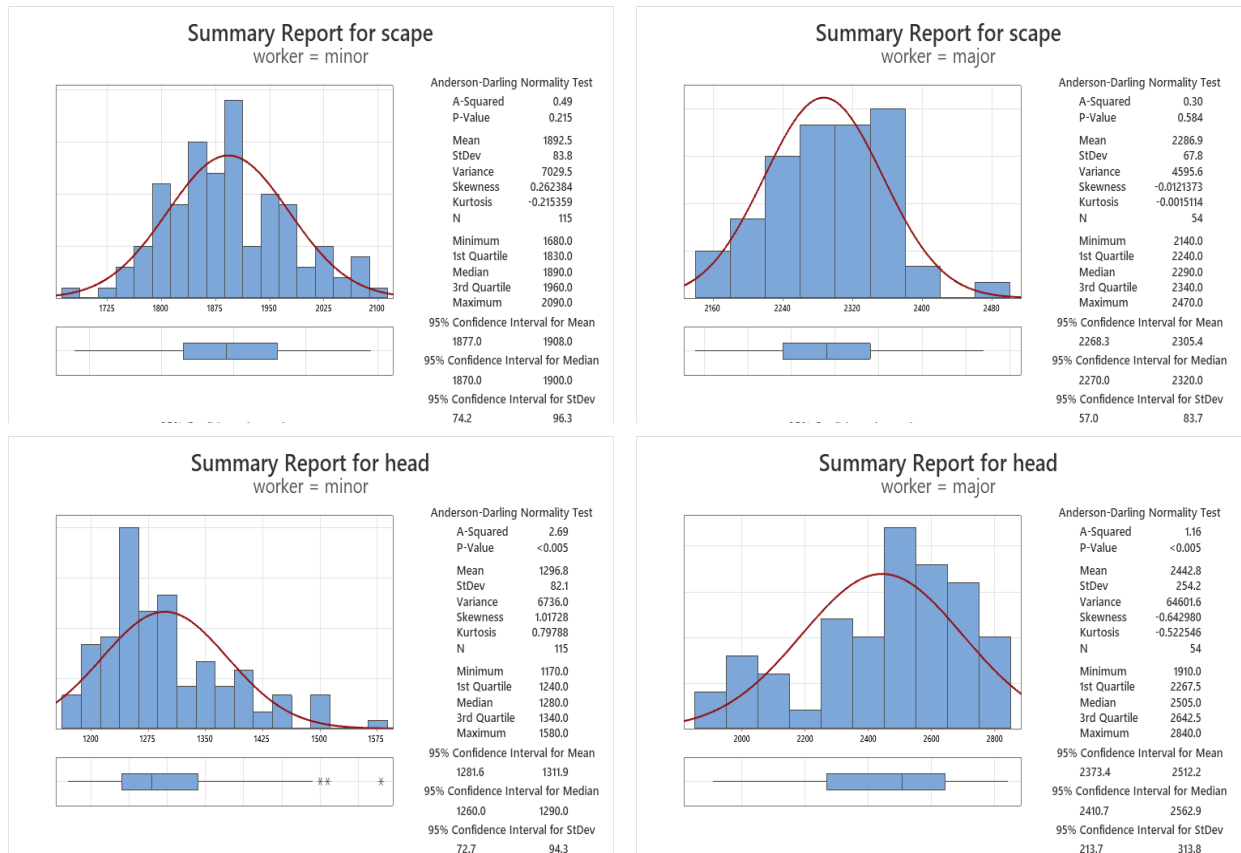 Summary Report for scape
worker = minor
Anderson-Darling Normality Test
A-Squared 0.49
P-Value 0.215
Mean 1892.5
StDev 83.8
Variance 7029.5
Skewness 0.262384
Kurtosis -0.215359
N 115
Minimum 1680.0
1st Quartile 1830.0
Median 1890.0
3rd Quartile 1960.0
Maximum 2090.0
95% Confidence Interval for Mean
1877.0 1908.0
95% Confidence Interval for Median
1870.0 1900.0
95% Confidence Interval for StDev
74.2 96.3
1725 1800 1875 1950 2025 2100
Summary Report for scape
worker = major
Anderson-Darling Normality Test
A-Squared 0.30
P-Value 0.584
Mean 2286.9
StDev 67.8
Variance 4595.6
Skewness -0.0121373
Kurtosis -0.0015114
N 54
Minimum 2140.0
1st Quartile 2240.0
Median 2290.0
3rd Quartile 2340.0
Maximum 2470.0
95% Confidence Interval for Mean
2268.3 2305.4
95% Confidence Interval for Median
2270.0 2320.0
95% Confidence Interval for StDev
57.0 83.7
2160 2240 2320 2400 2480
Summary Report for head
worker = minor
Anderson-Darling Normality Test
A-Squared 2.69
P-Value <0.005
Mean 1296.8
StDev 82.1
Variance 6736.0
Skewness 1.01728
Kurtosis 0.79788
N 115
Minimum 1170.0
1st Quartile 1240.0
Median 1280.0
3rd Quartile 1340.0
Maximum 1580.0
95% Confidence Interval for Mean
1281.6 1311.9
95% Confidence Interval for Median
1260.0 1290.0
95% Confidence Interval for StDev
72.7 94.3
1200 1275 1350 1425 1500 1575
Summary Report for head
worker = major
Anderson-Darling Normality Test
A-Squared 1.16
P-Value <0.005
Mean 2442.8
StDev 254.2
Variance 64601.6
Skewness -0.642980
Kurtosis -0.522546
N 54
Minimum 1910.0
1st Quartile 2267.5
Median 2505.0
3rd Quartile 2642.5
Maximum 2840.0
95% Confidence Interval for Mean
2373.4 2512.2
95% Confidence Interval for Median
2410.7 2562.9
95% Confidence Interval for StDev
213.7 313.8
2000 2200 2400 2600 2800